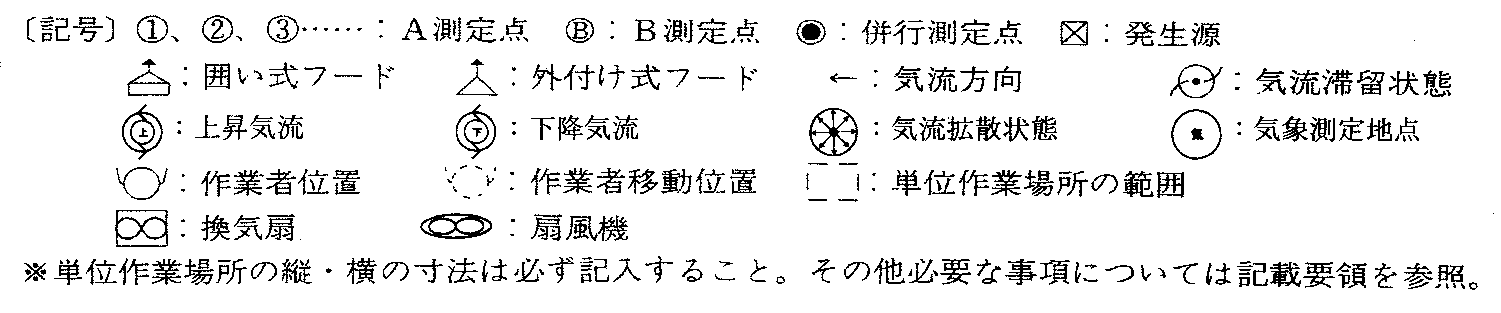 〔記号〕①、②、③……：A測定点 Ⓑ：B測定点 ◉：併行測定点 ⊠：発生源
：囲い式フード ：外付け式フード ←：気流方向 ：気流滞留状態
上：上昇気流 下：下降気流 ：気流拡散状態 気：気象測定地点
：作業者位置 ：作業者移動位置 ：単位作業場所の範囲
：換気扇 ：扇風機
※単位作業場所の縦・横の寸法は必ず記入すること。その他必要な事項については記載要領を参照。